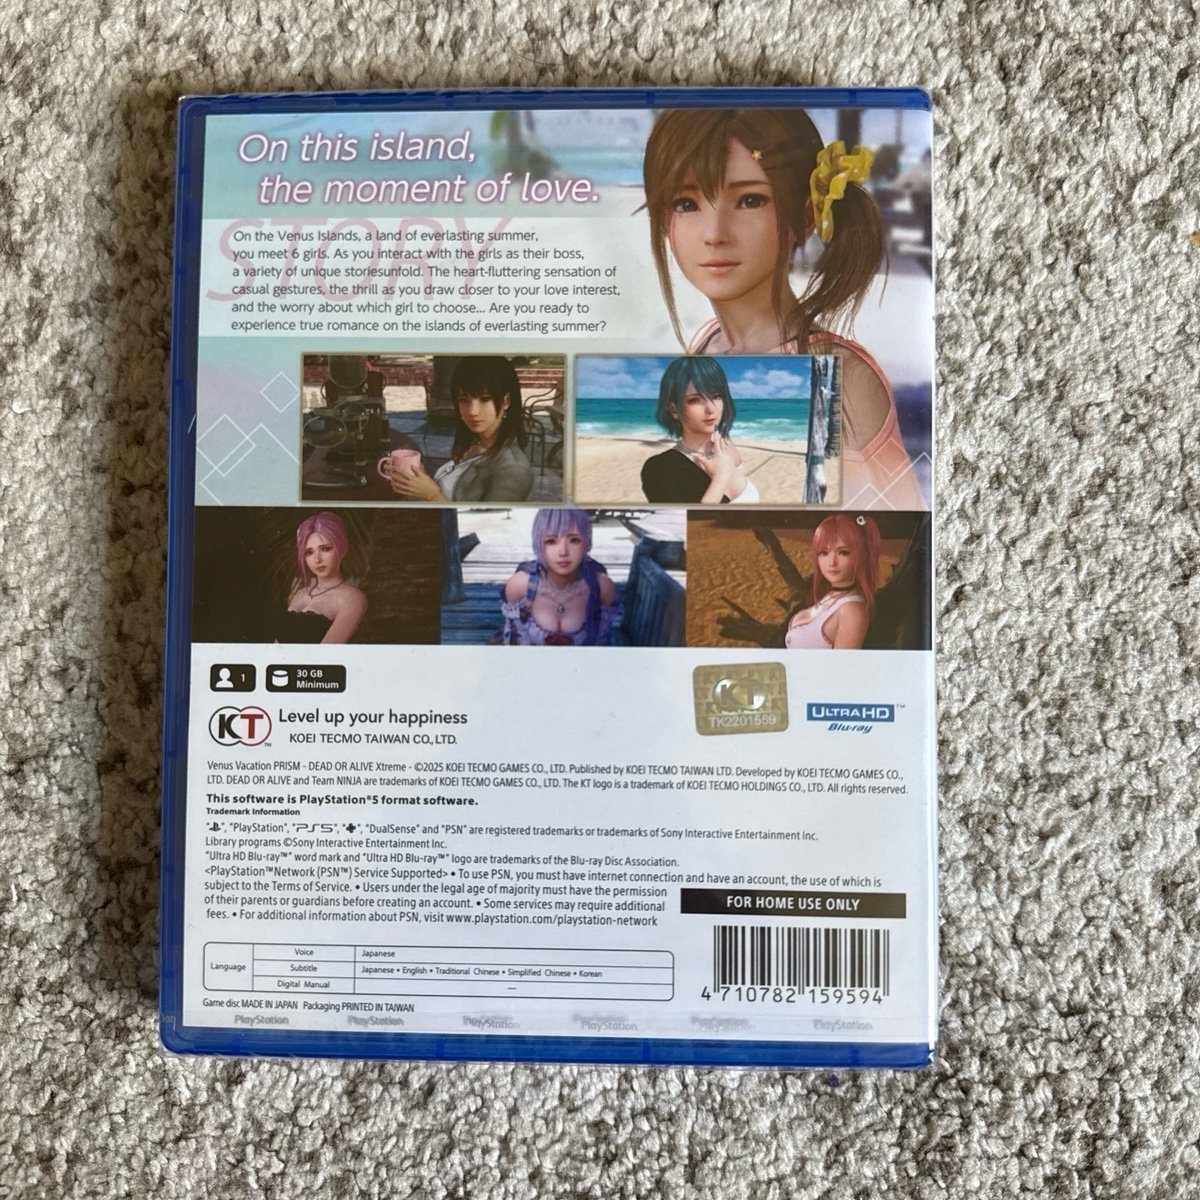 On this island,
the moment of love.
STORY
On the Venus Islands, a land of everlasting summer,
you meet 6 girls. As you interact with the girls as their boss,
a variety of unique storiesunfold. The heart-fluttering sensation of
casual gestures, the thrill as you draw closer to your love interest,
and the worry about which girl to choose... Are you ready to
experience true romance on the islands of everlasting summer?
1
30 GB
Minimum
KT
TK2201559
ULTRA HD™
Blu-ray
KT™
Level up your happiness
KOEI TECMO TAIWAN CO., LTD.
Venus Vacation PRISM - DEAD OR ALIVE Xtreme - ©2025 KOEI TECMO GAMES CO., LTD. Published by KOEI TECMO TAIWAN LTD. Developed by KOEI TECMO GAMES CO.,
LTD. DEAD OR ALIVE and Team NINJA are trademarks of KOEI TECMO GAMES CO., LTD. The KT logo is a trademark of KOEI TECMO HOLDINGS CO., LTD. All rights reserved.
This software is PlayStation®5 format software.
Trademark Information
" ", "PlayStation", "PS5", " ", "DualSense" and "PSN" are registered trademarks or trademarks of Sony Interactive Entertainment Inc.
Library programs ©Sony Interactive Entertainment Inc.
"Ultra HD Blu-ray™" word mark and "Ultra HD Blu-ray™" logo are trademarks of the Blu-ray Disc Association.
<PlayStation™Network (PSN™) Service Supported> • To use PSN, you must have internet connection and have an account, the use of which is
subject to the Terms of Service. • Users under the legal age of majority must have the permission
of their parents or guardians before creating an account. • Some services may require additional
fees. • For additional information about PSN, visit www.playstation.com/playstation-network
FOR HOME USE ONLY
Language
Voice Japanese
Subtitle Japanese • English • Traditional Chinese • Simplified Chinese • Korean
Digital Manual —
4 710782 159594
Game disc MADE IN JAPAN Packaging PRINTED IN TAIWAN
PlayStation PlayStation PlayStation PlayStation PlayStation PlayStation